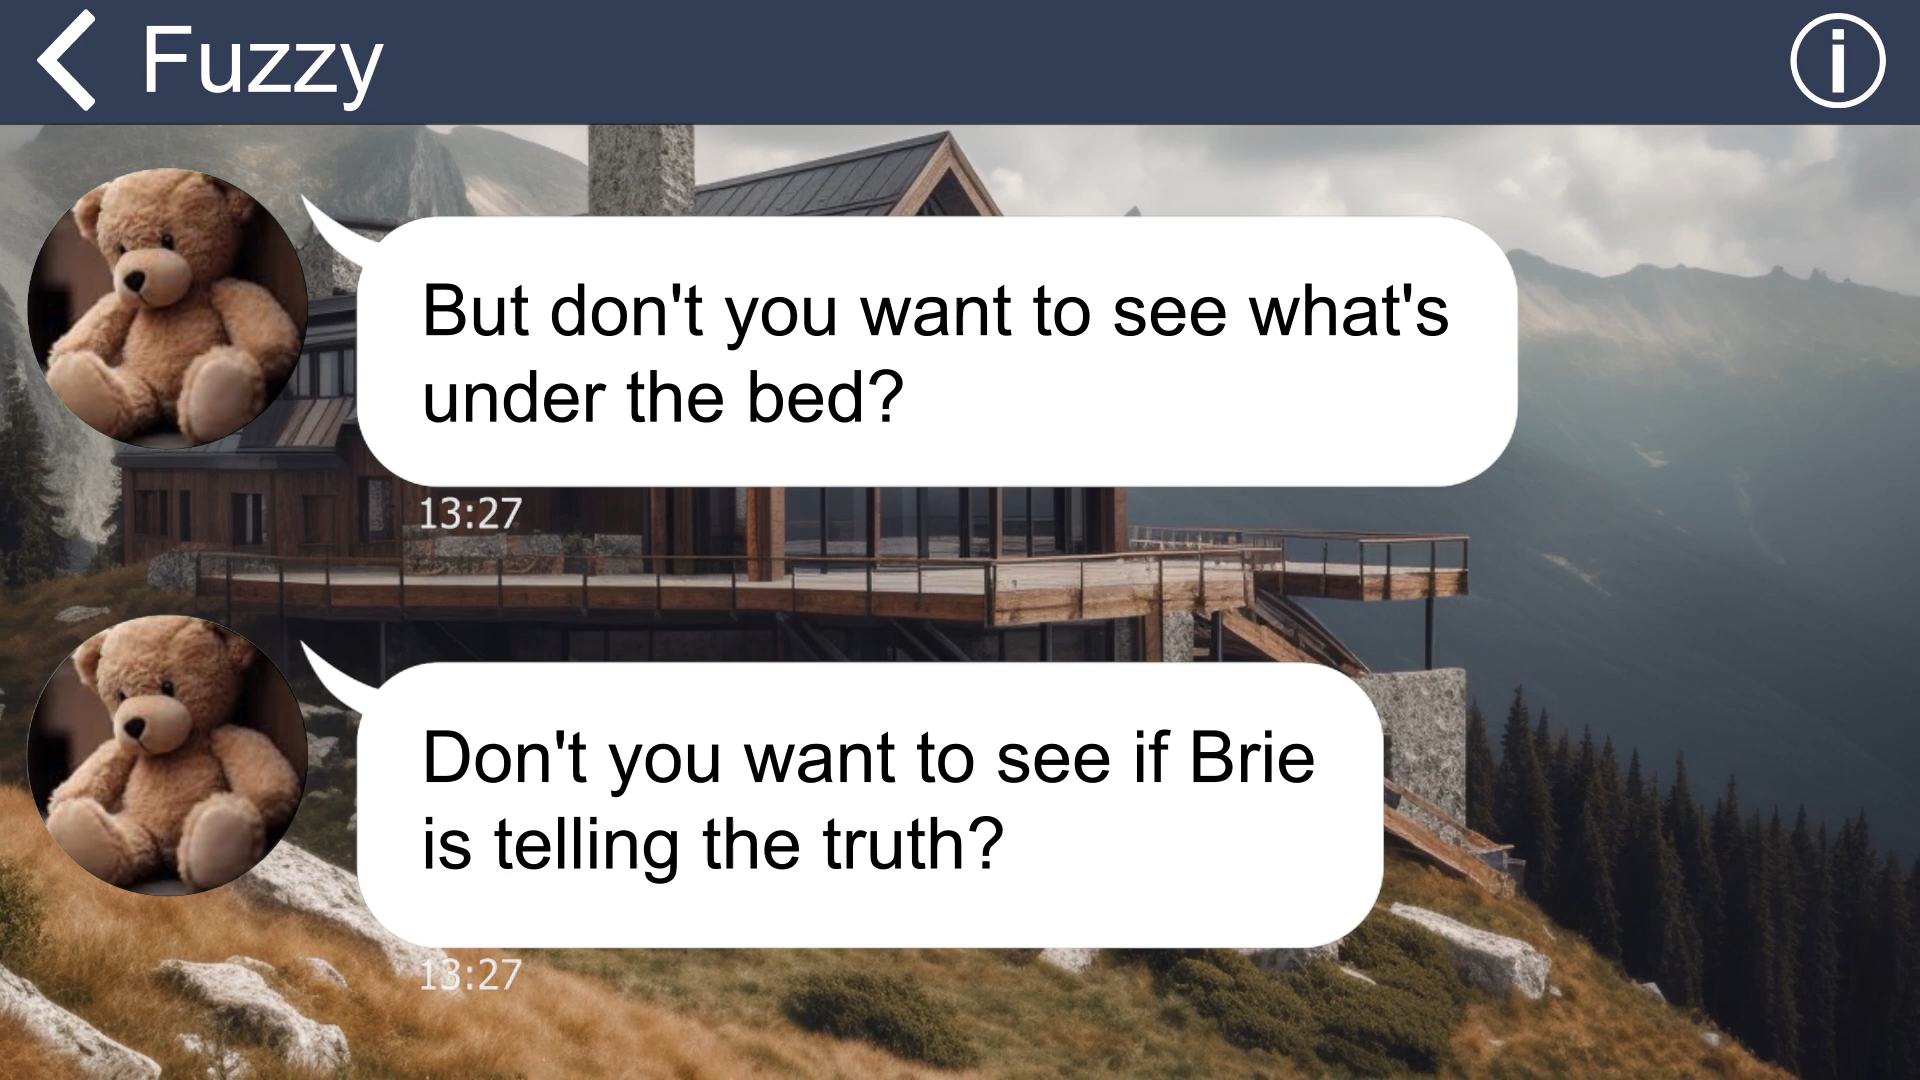 Fuzzy
But don't you want to see what's
under the bed?
13:27
Don't you want to see if Brie
is telling the truth?
13:27